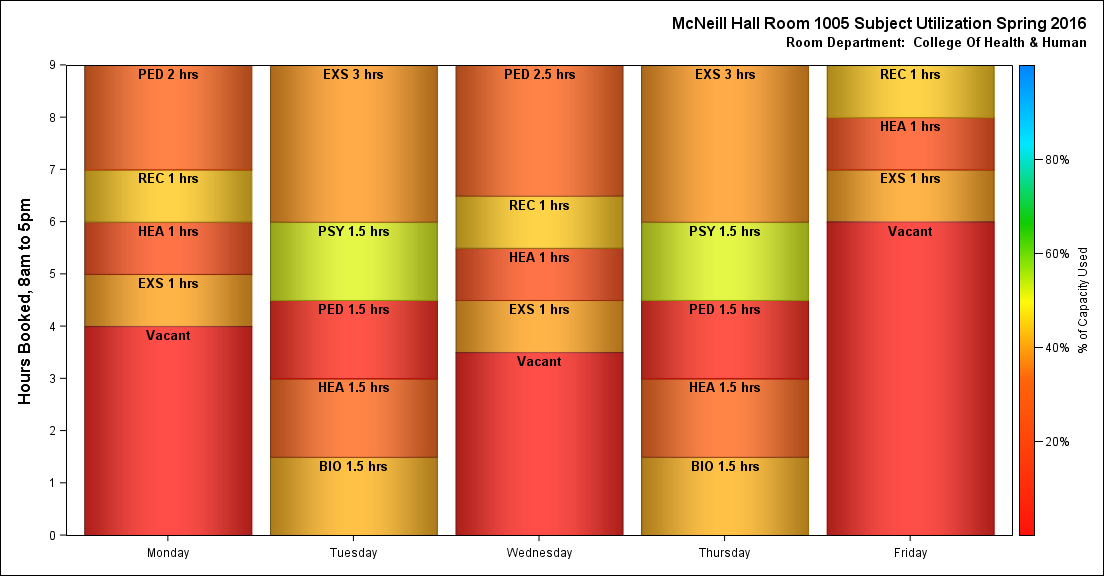 McNeill Hall Room 1005 Subject Utilization Spring 2016
Room Department:  College Of Health & Human
Hours Booked, 8am to 5pm
9
8
7
6
5
4
3
2
1
0
PED 2 hrs
REC 1 hrs
HEA 1 hrs
EXS 1 hrs
Vacant
Monday
EXS 3 hrs
PSY 1.5 hrs
PED 1.5 hrs
HEA 1.5 hrs
BIO 1.5 hrs
Tuesday
PED 2.5 hrs
REC 1 hrs
HEA 1 hrs
EXS 1 hrs
Vacant
Wednesday
EXS 3 hrs
PSY 1.5 hrs
PED 1.5 hrs
HEA 1.5 hrs
BIO 1.5 hrs
Thursday
REC 1 hrs
HEA 1 hrs
EXS 1 hrs
Vacant
Friday
80%
60%
40%
20%
% of Capacity Used